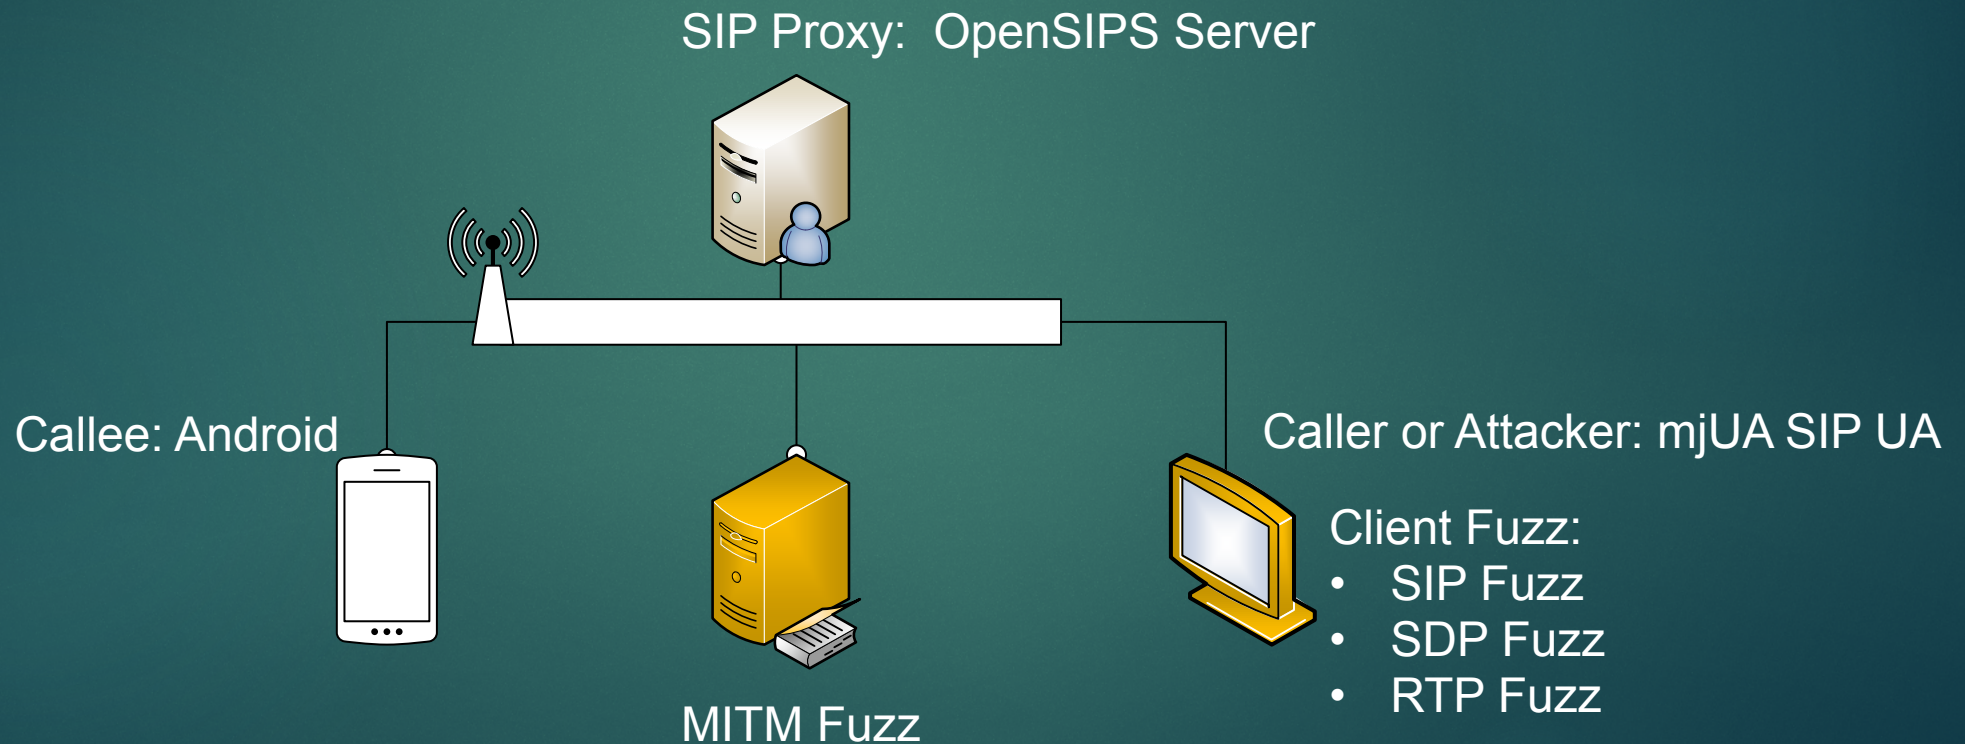 SIP Proxy: OpenSIPS Server
Callee: Android
Caller or Attacker: mjUA SIP UA
Client Fuzz:
• SIP Fuzz
• SDP Fuzz
• RTP Fuzz
MITM Fuzz